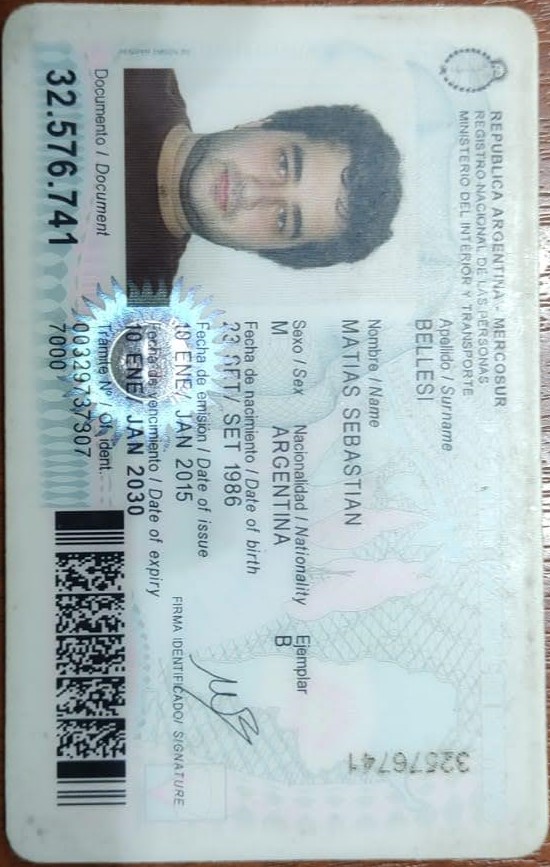 REPUBLICA ARGENTINA - MERCOSUR
REGISTRO NACIONAL DE LAS PERSONAS
MINISTERIO DEL INTERIOR Y TRANSPORTE
Apellido / Surname
BELLESI
Nombre / Name
MATIAS SEBASTIAN
Sexo / Sex Nacionalidad / Nationality Ejemplar
M ARGENTINA B
Fecha de nacimiento / Date of birth
23 SET/ SET 1986
Fecha de emisión / Date of issue
10 ENE/ JAN 2015
Fecha de vencimiento / Date of expiry
10 ENE/ JAN 2030
Trámite Nº / Of. ident.
00329737307
7000
Documento / Document
32.576.741
FIRMA IDENTIFICADO/ SIGNATURE
32576741